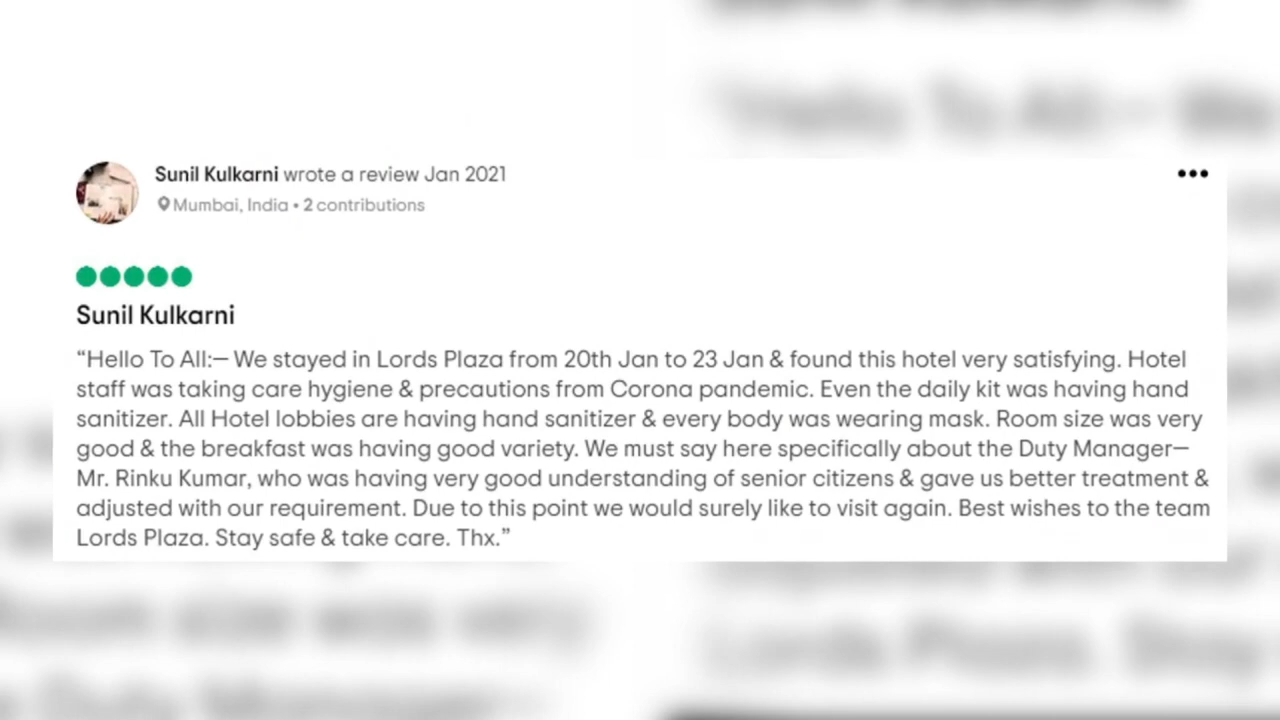 Sunil Kulkarni wrote a review Jan 2021
Mumbai, India • 2 contributions
Sunil Kulkarni
“Hello To All:— We stayed in Lords Plaza from 20th Jan to 23 Jan & found this hotel very satisfying. Hotel
staff was taking care hygiene & precautions from Corona pandemic. Even the daily kit was having hand
sanitizer. All Hotel lobbies are having hand sanitizer & every body was wearing mask. Room size was very
good & the breakfast was having good variety. We must say here specifically about the Duty Manager—
Mr. Rinku Kumar, who was having very good understanding of senior citizens & gave us better treatment &
adjusted with our requirement. Due to this point we would surely like to visit again. Best wishes to the team
Lords Plaza. Stay safe & take care. Thx.”